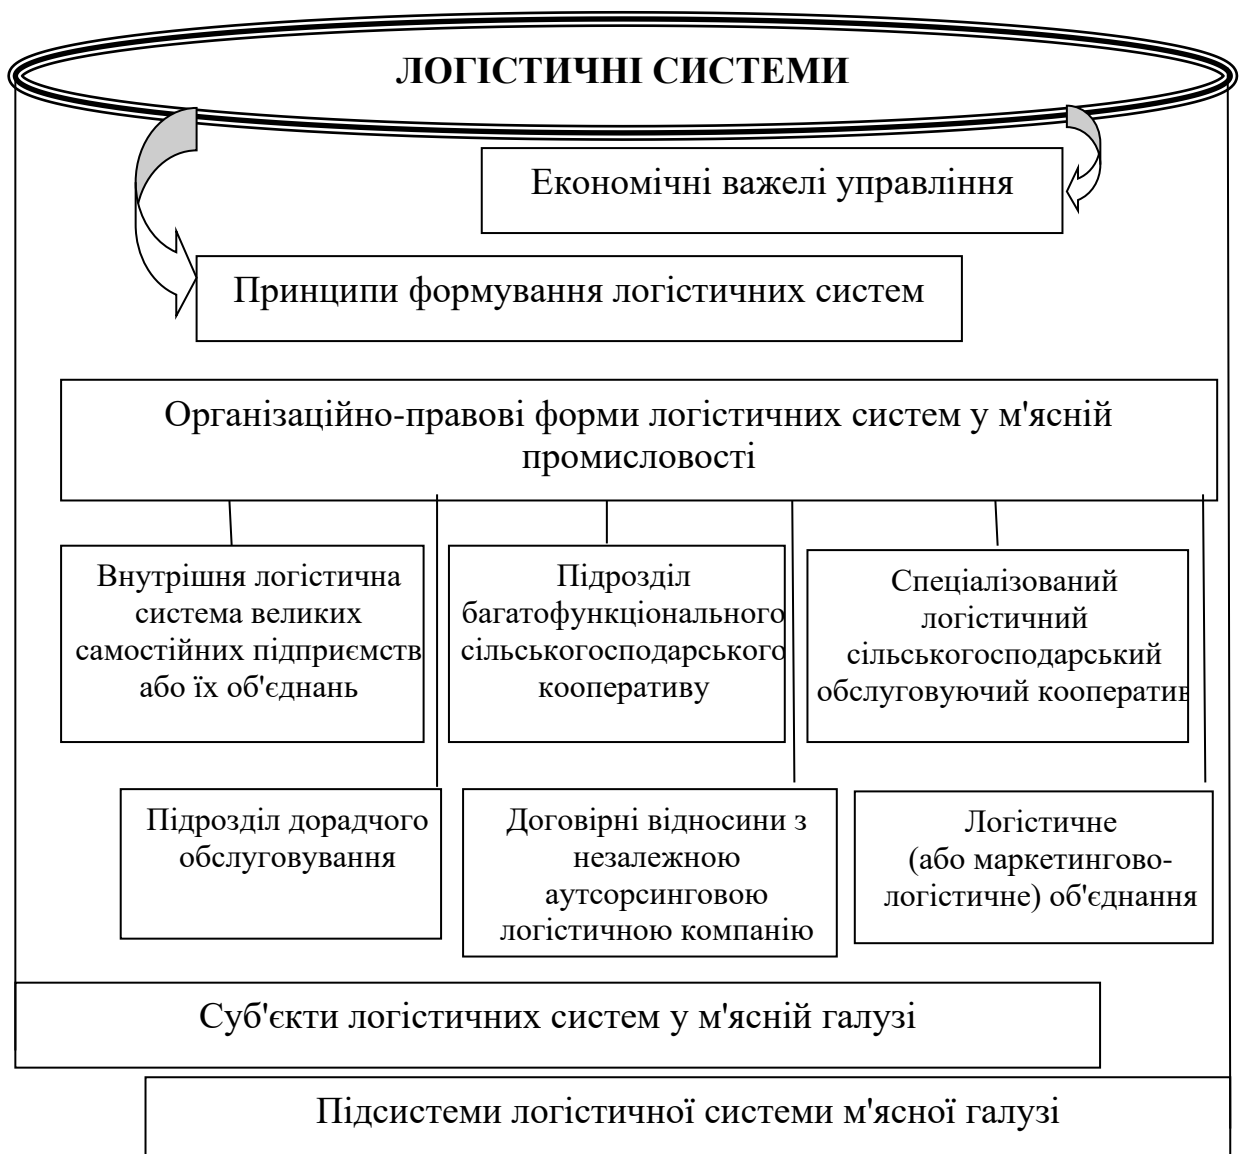 ЛОГІСТИЧНІ СИСТЕМИ
Економічні важелі управління
Принципи формування логістичних систем
Організаційно-правові форми логістичних систем у м'ясній
промисловості
Внутрішня логістична
система великих
самостійних підприємств
або їх об'єднань
Підрозділ
багатофункціонального
сільськогосподарського
кооперативу
Спеціалізований
логістичний
сільськогосподарський
обслуговуючий кооператив
Підрозділ дорадчого
обслуговування
Договірні відносини з
незалежною
аутсорсинговою
логістичною компанію
Логістичне
(або маркетингово-
логістичне) об'єднання
Суб'єкти логістичних систем у м'ясній галузі
Підсистеми логістичної системи м'ясної галузі